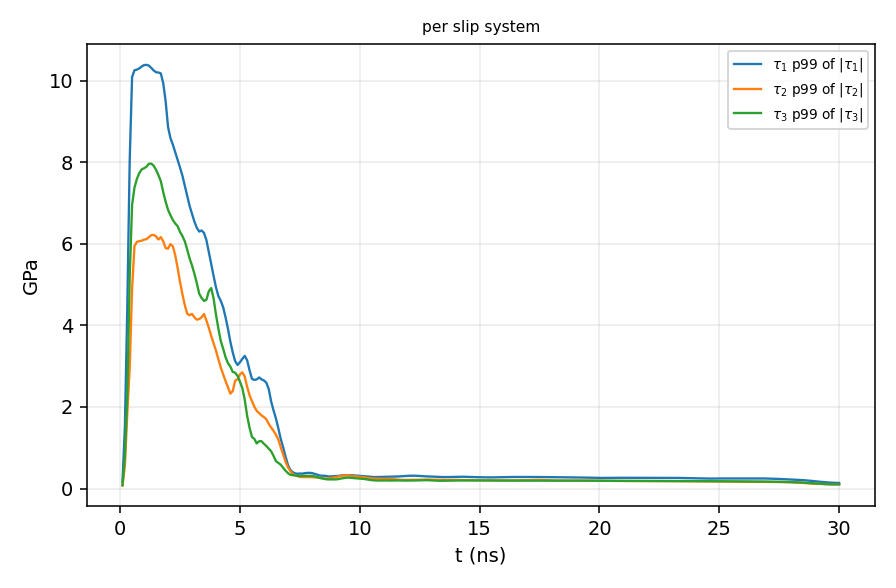 per slip system
τ1 p99 of |τ1|
τ2 p99 of |τ2|
τ3 p99 of |τ3|
GPa
10
8
6
4
2
0
0 5 10 15 20 25 30
t (ns)